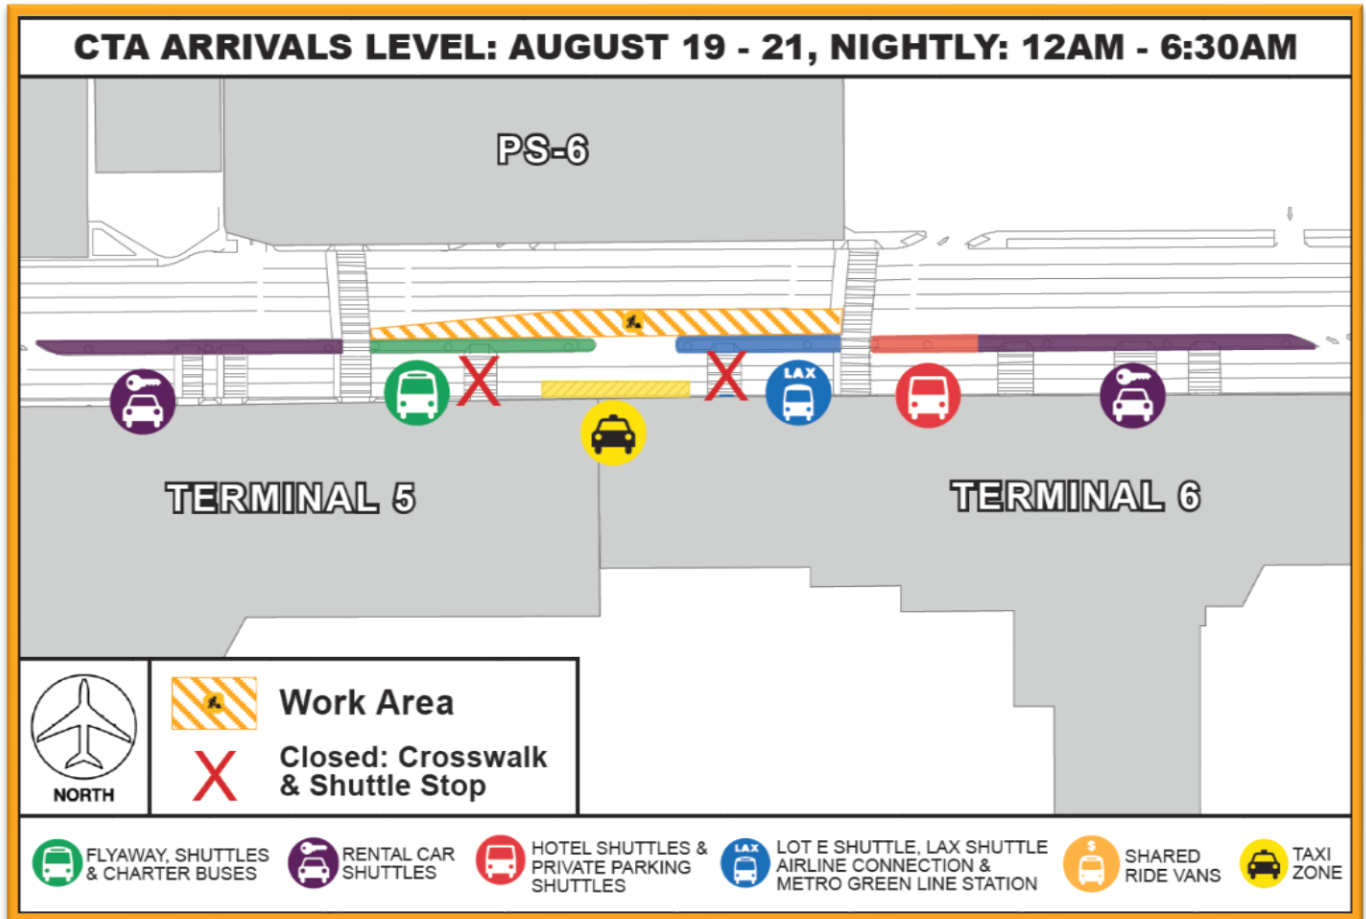 CTA ARRIVALS LEVEL: AUGUST 19 - 21, NIGHTLY: 12AM - 6:30AM
PS-6
LAX
TERMINAL 5
TERMINAL 6
Work Area
Closed: Crosswalk
& Shuttle Stop
NORTH
FLYAWAY, SHUTTLES
& CHARTER BUSES
RENTAL CAR
SHUTTLES
HOTEL SHUTTLES &
PRIVATE PARKING
SHUTTLES
LAX
LOT E SHUTTLE, LAX SHUTTLE
AIRLINE CONNECTION &
METRO GREEN LINE STATION
$
SHARED
RIDE VANS
TAXI
ZONE